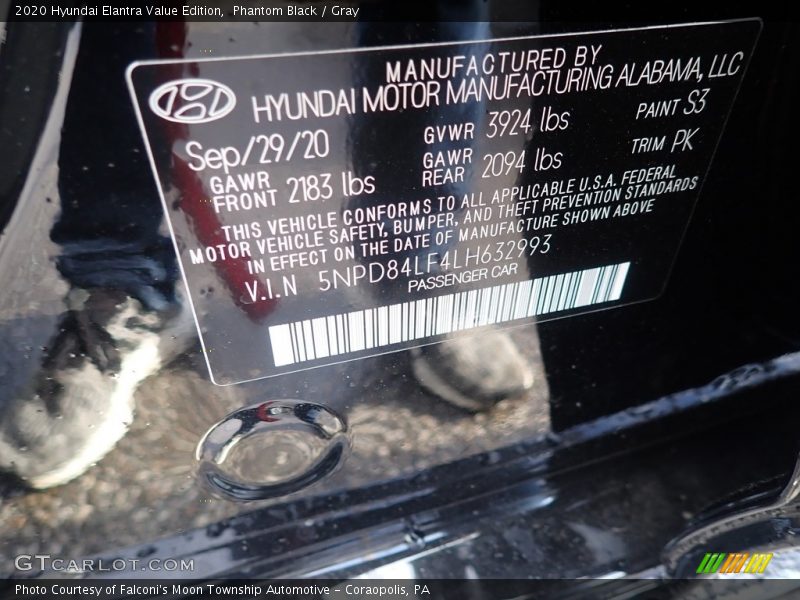 2020 Hyundai Elantra Value Edition, Phantom Black / Gray
MANUFACTURED BY
HYUNDAI MOTOR MANUFACTURING ALABAMA, LLC
Sep/29/20 GVWR 3924 lbs PAINT S3
GAWR FRONT 2183 lbs GAWR REAR 2094 lbs TRIM PK
THIS VEHICLE CONFORMS TO ALL APPLICABLE U.S.A. FEDERAL
MOTOR VEHICLE SAFETY, BUMPER, AND THEFT PREVENTION STANDARDS
IN EFFECT ON THE DATE OF MANUFACTURE SHOWN ABOVE
V.I.N 5NPD84LF4LH632993
PASSENGER CAR
GTCARLOT.COM
Photo Courtesy of Falconi's Moon Township Automotive - Coraopolis, PA